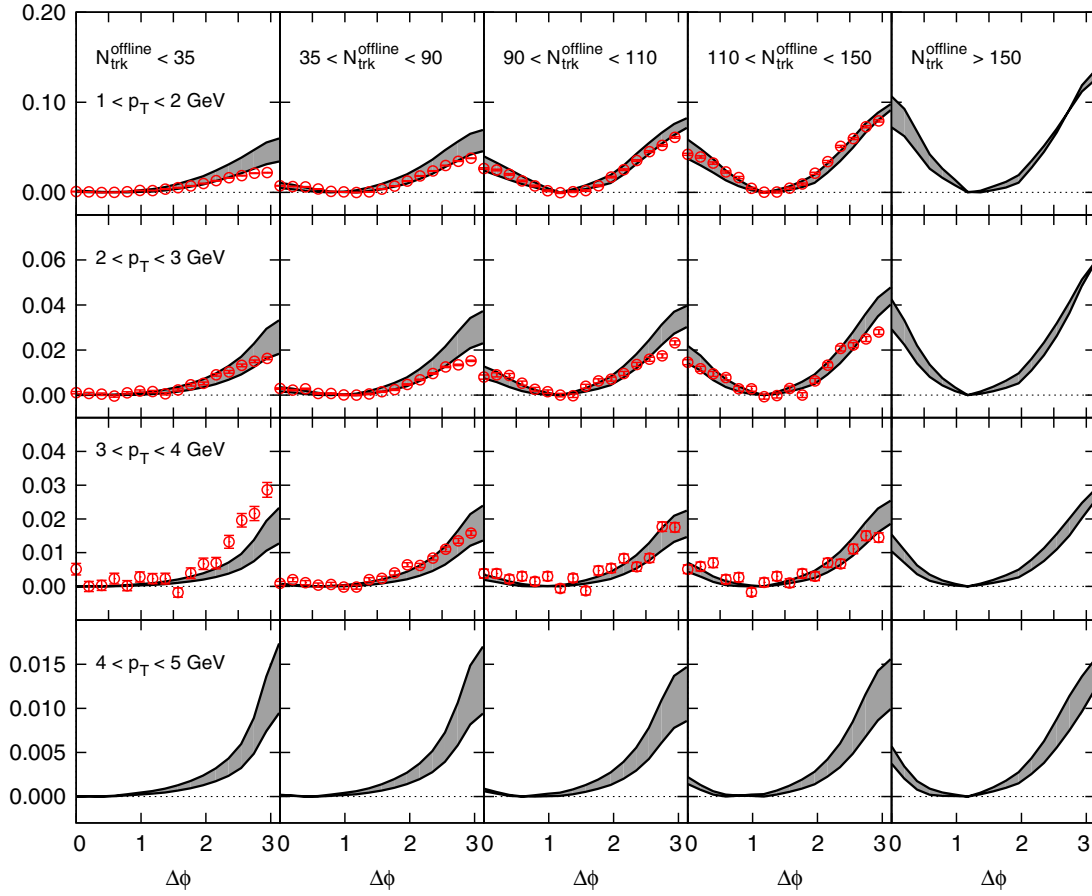 0.20
N_trk^offline < 35
35 < N_trk^offline < 90
90 < N_trk^offline < 110
110 < N_trk^offline < 150
N_trk^offline > 150
0.10
1 < p_T < 2 GeV
0.00
0.06
2 < p_T < 3 GeV
0.04
0.02
0.00
0.04
3 < p_T < 4 GeV
0.03
0.02
0.01
0.00
0.015
4 < p_T < 5 GeV
0.010
0.005
0.000
0 1 2 3 0 1 2 3 0 1 2 3 0 1 2 3 0 1 2 3
Δϕ Δϕ Δϕ Δϕ Δϕ